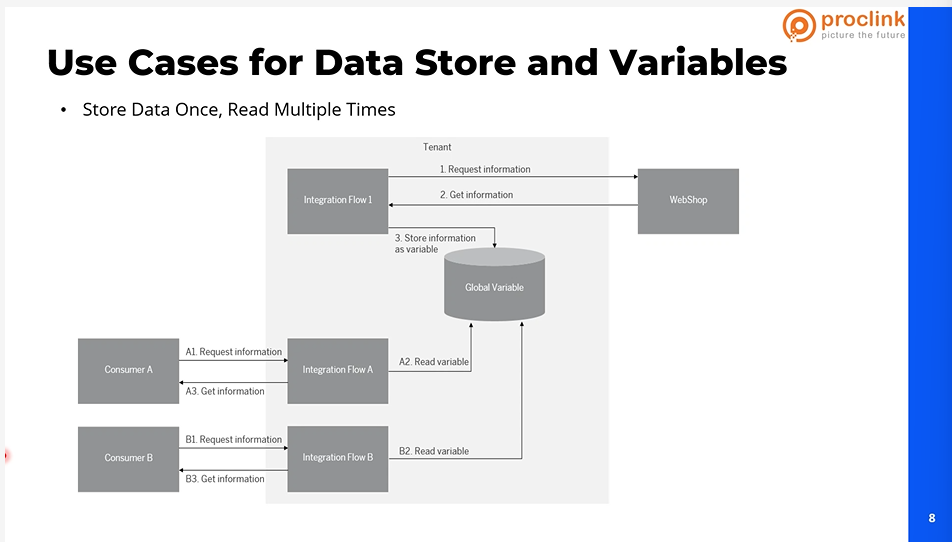 proclink
picture the future
Use Cases for Data Store and Variables
• Store Data Once, Read Multiple Times
Tenant
1. Request information
Integration Flow 1
2. Get information
WebShop
3. Store information
as variable
Global Variable
A1. Request information
Consumer A
Integration Flow A
A2. Read variable
A3. Get information
B1. Request information
Consumer B
Integration Flow B
B2. Read variable
B3. Get information
8